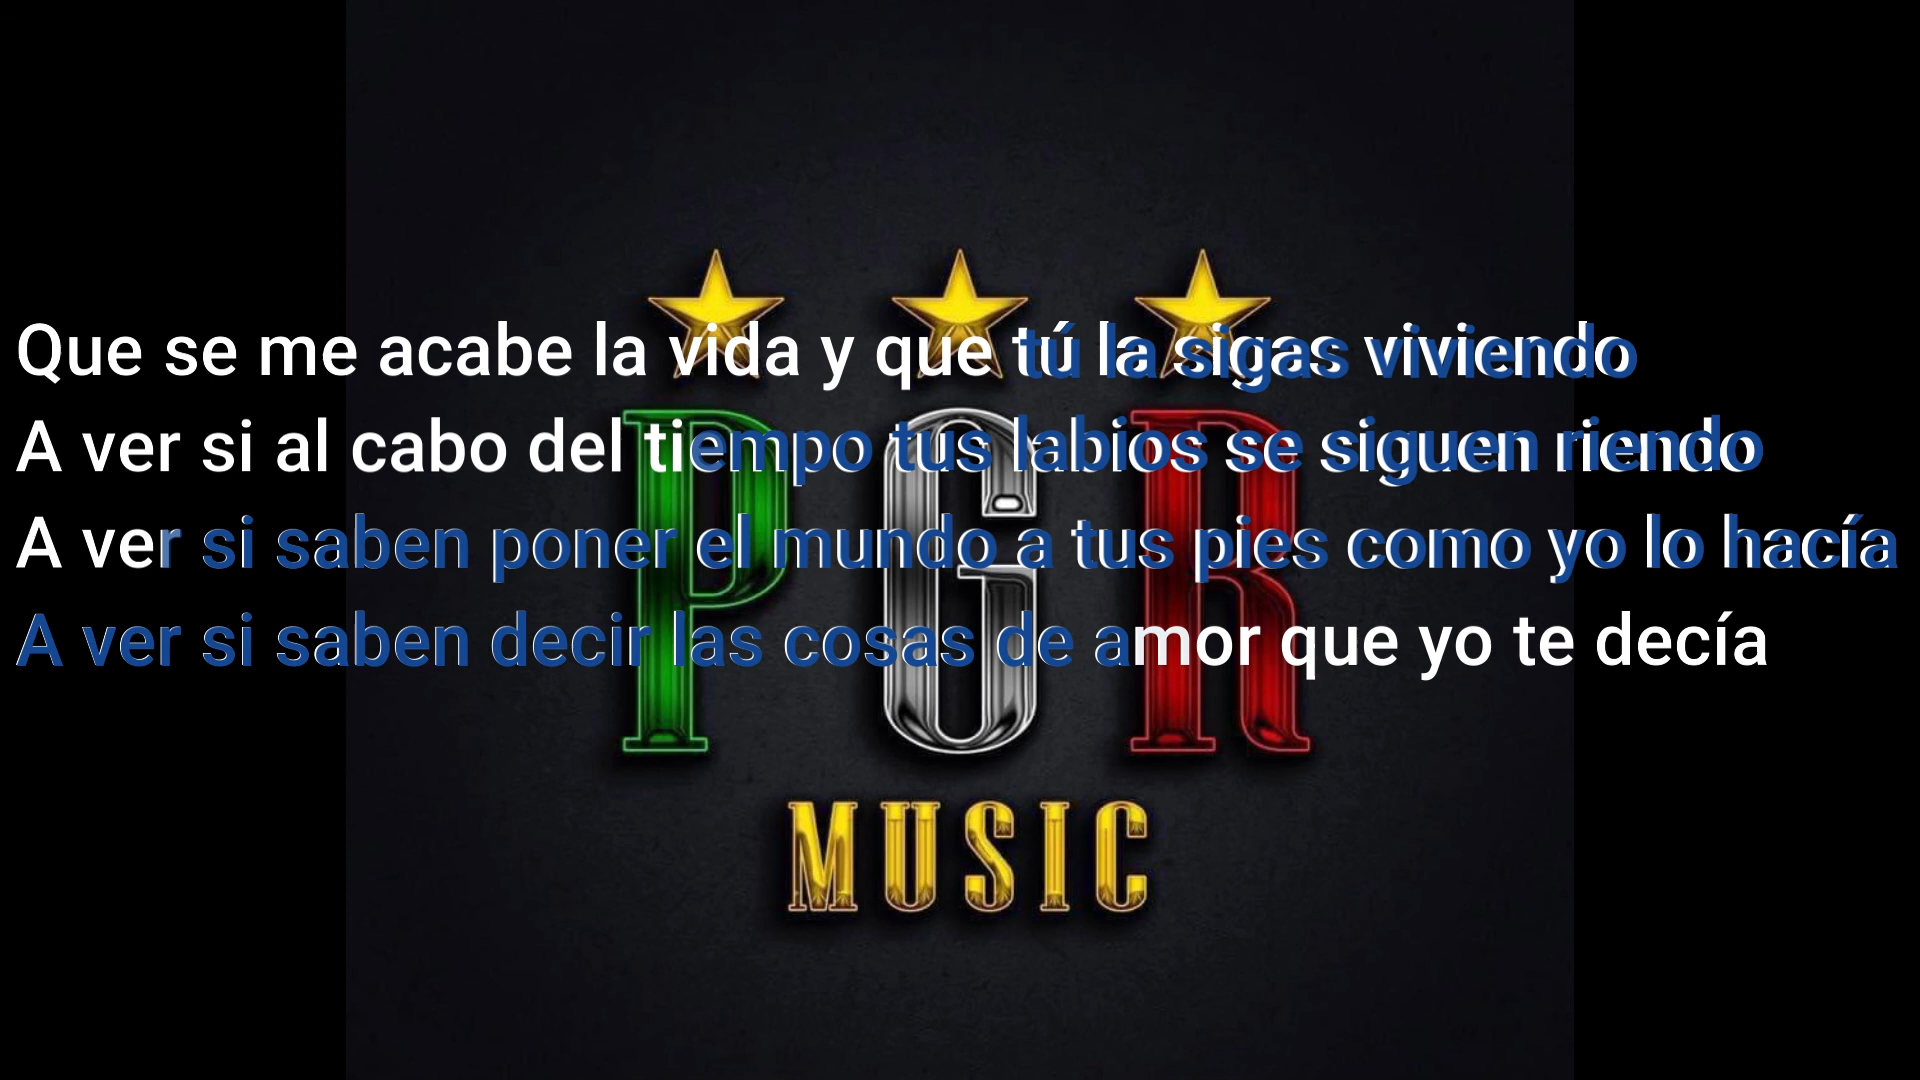 Que se me acabe la vida y que tú la sigas viviendo
A ver si al cabo del tiempo tus labios se siguen riendo
A ver si saben poner el mundo a tus pies como yo lo hacía
A ver si saben decir las cosas de amor que yo te decía
PGR
MUSIC